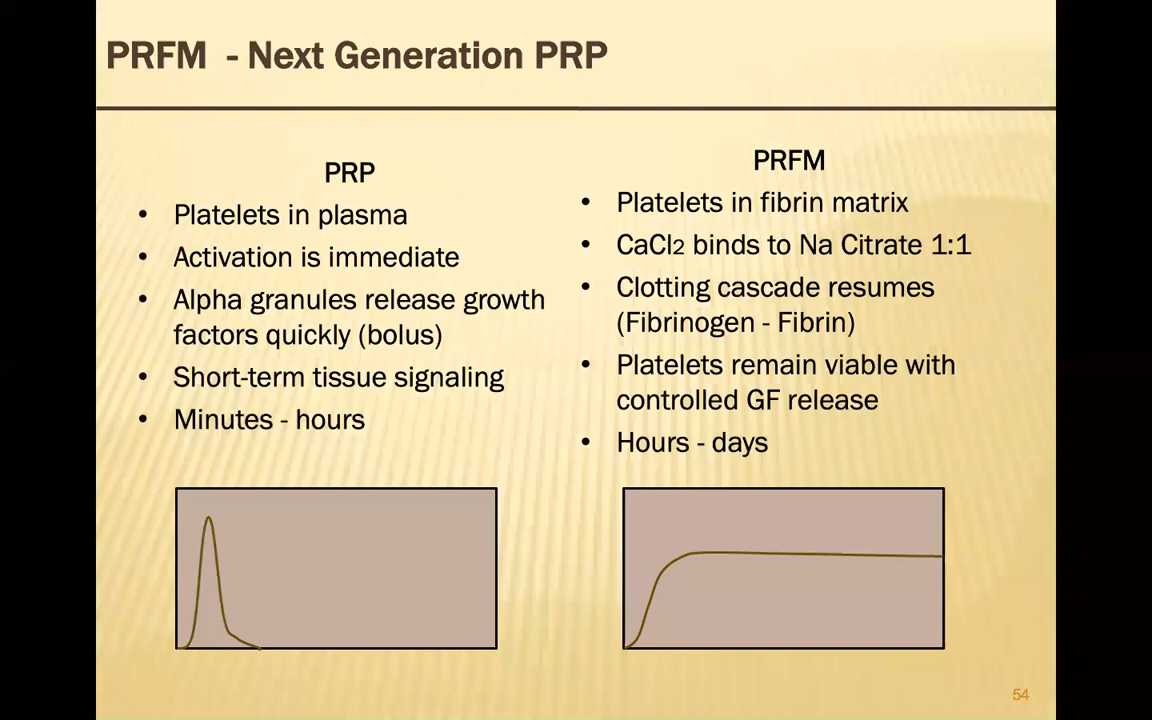 PRFM - Next Generation PRP
PRP
• Platelets in plasma
• Activation is immediate
• Alpha granules release growth
factors quickly (bolus)
• Short-term tissue signaling
• Minutes - hours
PRFM
• Platelets in fibrin matrix
• CaCl2 binds to Na Citrate 1:1
• Clotting cascade resumes
(Fibrinogen - Fibrin)
• Platelets remain viable with
controlled GF release
• Hours - days
54